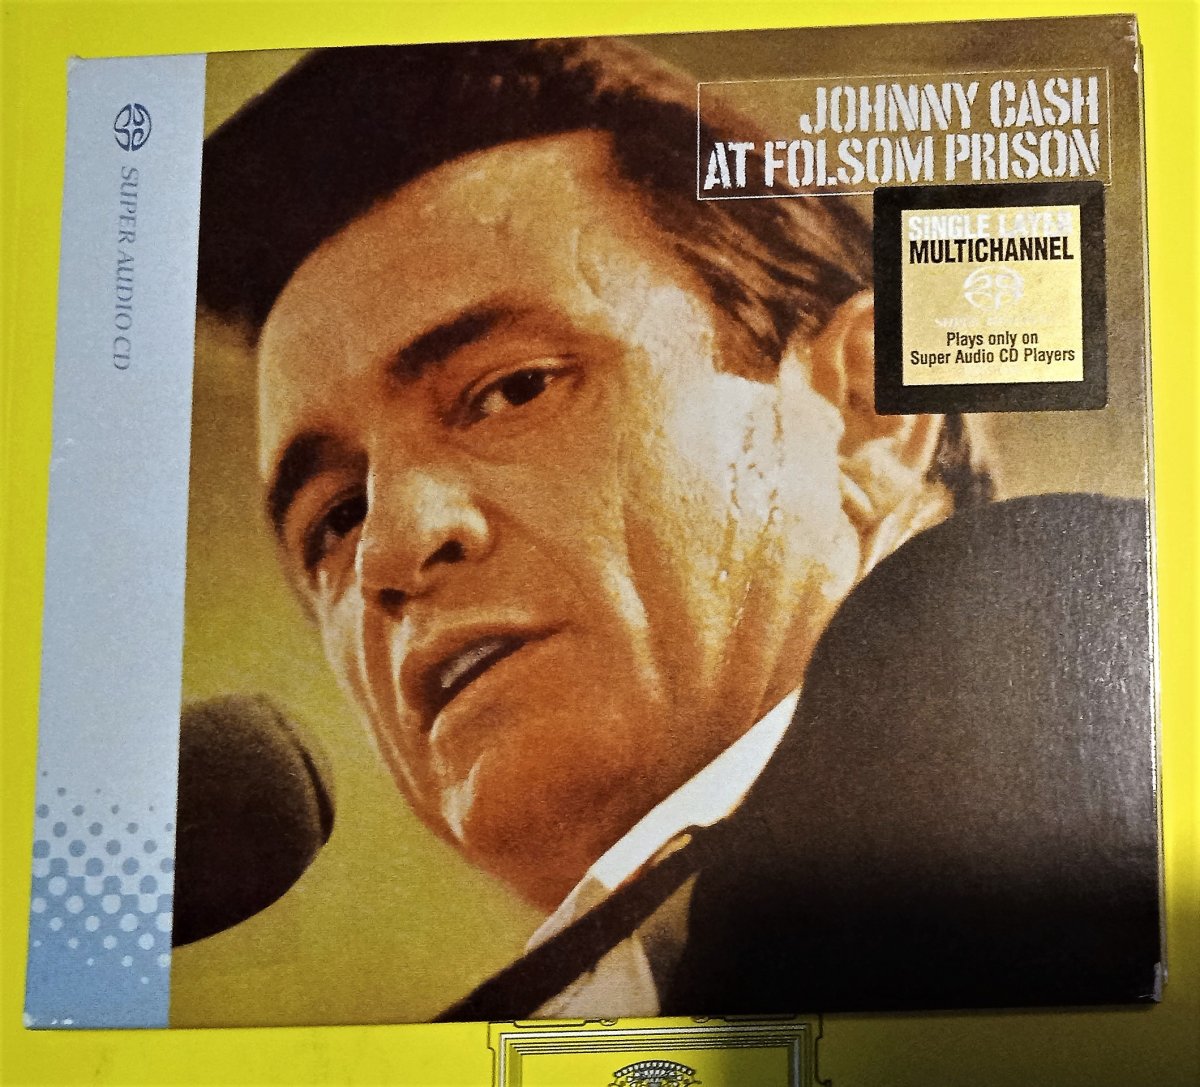 SUPER AUDIO CD
JOHNNY CASH
AT FOLSOM PRISON
SINGLE LAYER
MULTICHANNEL
Plays only on
Super Audio CD Players